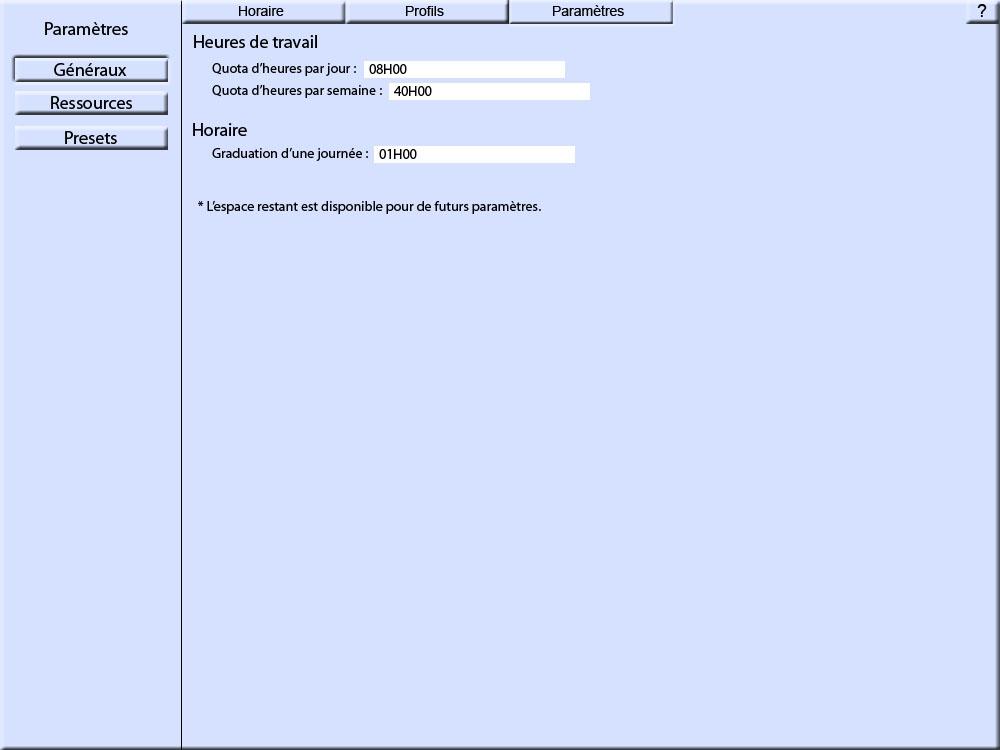 Horaire
Profils
Paramètres
?
Paramètres
Généraux
Ressources
Presets
Heures de travail
Quota d'heures par jour : 08H00
Quota d'heures par semaine : 40H00
Horaire
Graduation d'une journée : 01H00
* L'espace restant est disponible pour de futurs paramètres.